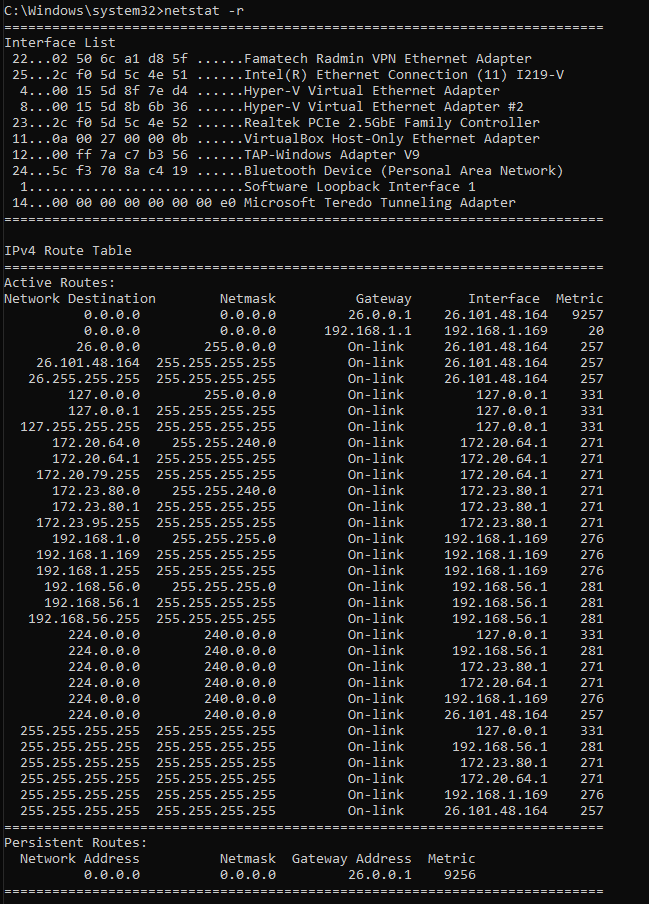 C:\Windows\system32>netstat -r
===========================================================================
Interface List
 22...02 50 6c a1 d8 5f ......Famatech Radmin VPN Ethernet Adapter
 25...2c f0 5d 5c 4e 51 ......Intel(R) Ethernet Connection (11) I219-V
  4...00 15 5d 8f 7e d4 ......Hyper-V Virtual Ethernet Adapter
  8...00 15 5d 8b 6b 36 ......Hyper-V Virtual Ethernet Adapter #2
 23...2c f0 5d 5c 4e 52 ......Realtek PCIe 2.5GbE Family Controller
 11...0a 00 27 00 00 0b ......VirtualBox Host-Only Ethernet Adapter
 12...00 ff 7a c7 b3 56 ......TAP-Windows Adapter V9
 24...5c f3 70 8a c4 19 ......Bluetooth Device (Personal Area Network)
  1...........................Software Loopback Interface 1
 14...00 00 00 00 00 00 00 e0 Microsoft Teredo Tunneling Adapter
===========================================================================
IPv4 Route Table
===========================================================================
Active Routes:
Network Destination        Netmask          Gateway       Interface  Metric
          0.0.0.0          0.0.0.0         26.0.0.1    26.101.48.164   9257
          0.0.0.0          0.0.0.0      192.168.1.1    192.168.1.169     20
         26.0.0.0        255.0.0.0         On-link     26.101.48.164    257
    26.101.48.164  255.255.255.255         On-link     26.101.48.164    257
   26.255.255.255  255.255.255.255         On-link     26.101.48.164    257
        127.0.0.0        255.0.0.0         On-link         127.0.0.1    331
        127.0.0.1  255.255.255.255         On-link         127.0.0.1    331
  127.255.255.255  255.255.255.255         On-link         127.0.0.1    331
      172.20.64.0    255.255.240.0         On-link       172.20.64.1    271
      172.20.64.1  255.255.255.255         On-link       172.20.64.1    271
    172.20.79.255  255.255.255.255         On-link       172.20.64.1    271
      172.23.80.0    255.255.240.0         On-link       172.23.80.1    271
      172.23.80.1  255.255.255.255         On-link       172.23.80.1    271
    172.23.95.255  255.255.255.255         On-link       172.23.80.1    271
      192.168.1.0    255.255.255.0         On-link     192.168.1.169    276
    192.168.1.169  255.255.255.255         On-link     192.168.1.169    276
    192.168.1.255  255.255.255.255         On-link     192.168.1.169    276
     192.168.56.0    255.255.255.0         On-link      192.168.56.1    281
     192.168.56.1  255.255.255.255         On-link      192.168.56.1    281
   192.168.56.255  255.255.255.255         On-link      192.168.56.1    281
        224.0.0.0        240.0.0.0         On-link         127.0.0.1    331
        224.0.0.0        240.0.0.0         On-link      192.168.56.1    281
        224.0.0.0        240.0.0.0         On-link       172.23.80.1    271
        224.0.0.0        240.0.0.0         On-link       172.20.64.1    271
        224.0.0.0        240.0.0.0         On-link     192.168.1.169    276
        224.0.0.0        240.0.0.0         On-link     26.101.48.164    257
  255.255.255.255  255.255.255.255         On-link         127.0.0.1    331
  255.255.255.255  255.255.255.255         On-link      192.168.56.1    281
  255.255.255.255  255.255.255.255         On-link       172.23.80.1    271
  255.255.255.255  255.255.255.255         On-link       172.20.64.1    271
  255.255.255.255  255.255.255.255         On-link     192.168.1.169    276
  255.255.255.255  255.255.255.255         On-link     26.101.48.164    257
===========================================================================
Persistent Routes:
  Network Address          Netmask  Gateway Address  Metric
          0.0.0.0          0.0.0.0         26.0.0.1    9256
===========================================================================